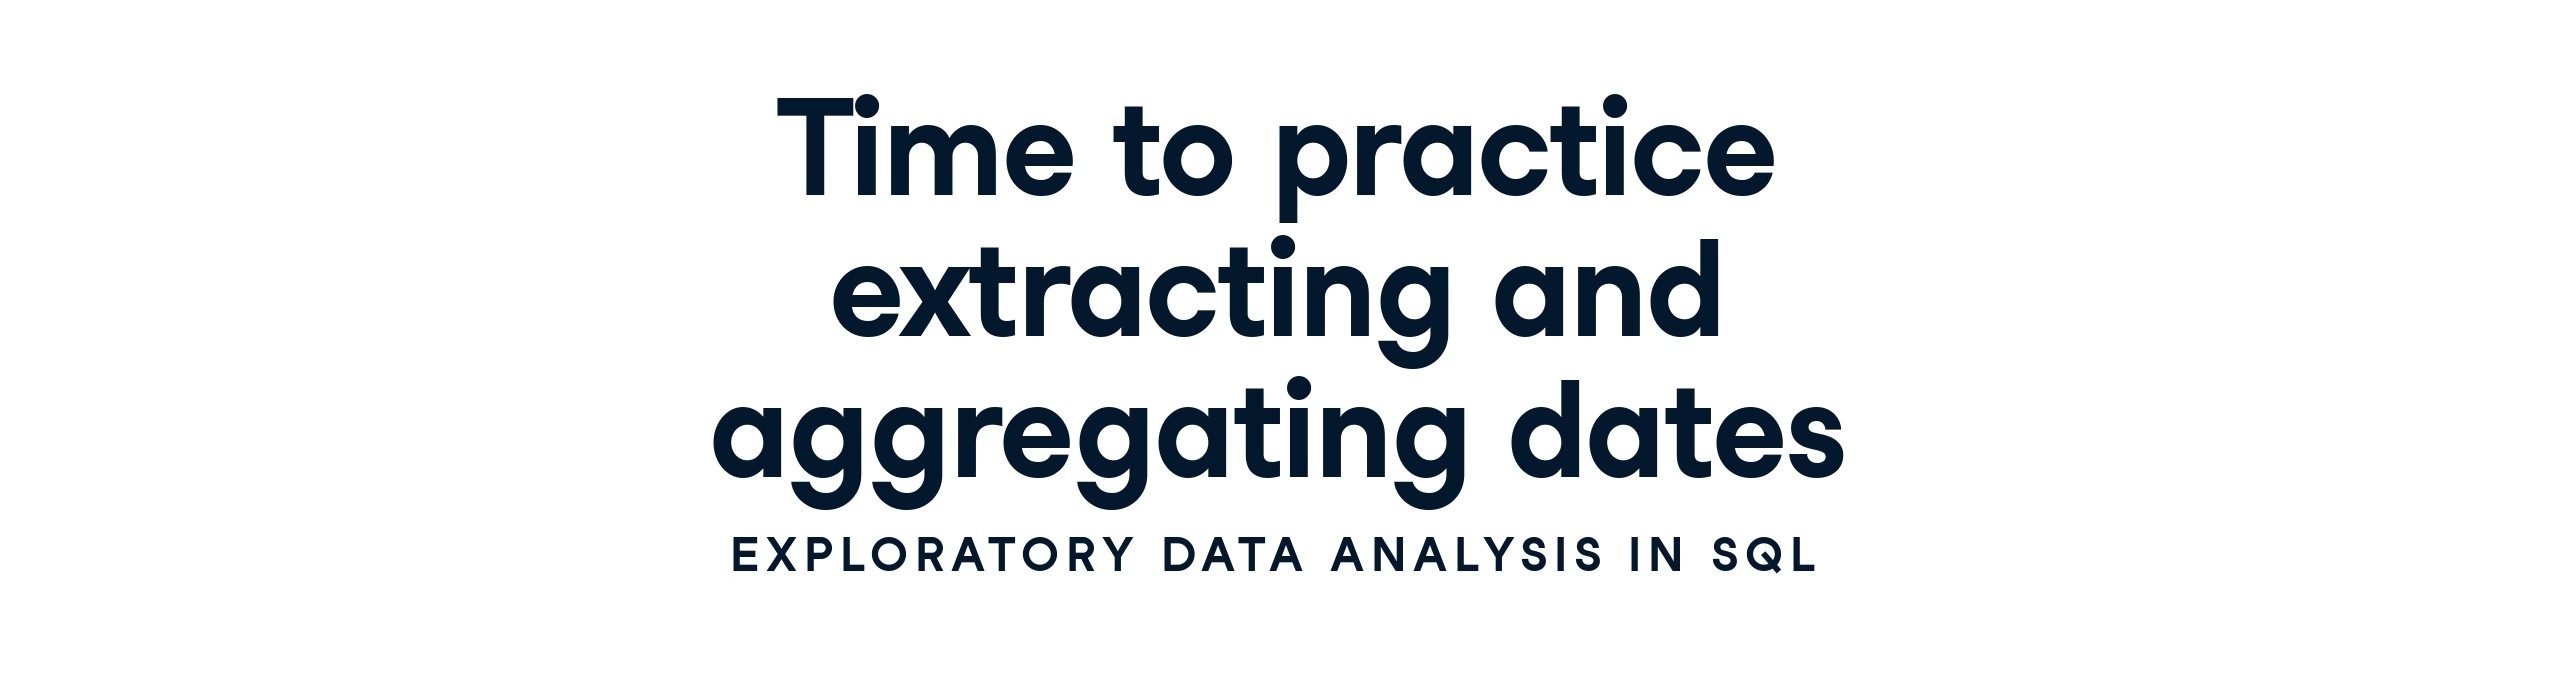 Time to practice
extracting and
aggregating dates
EXPLORATORY DATA ANALYSIS IN SQL